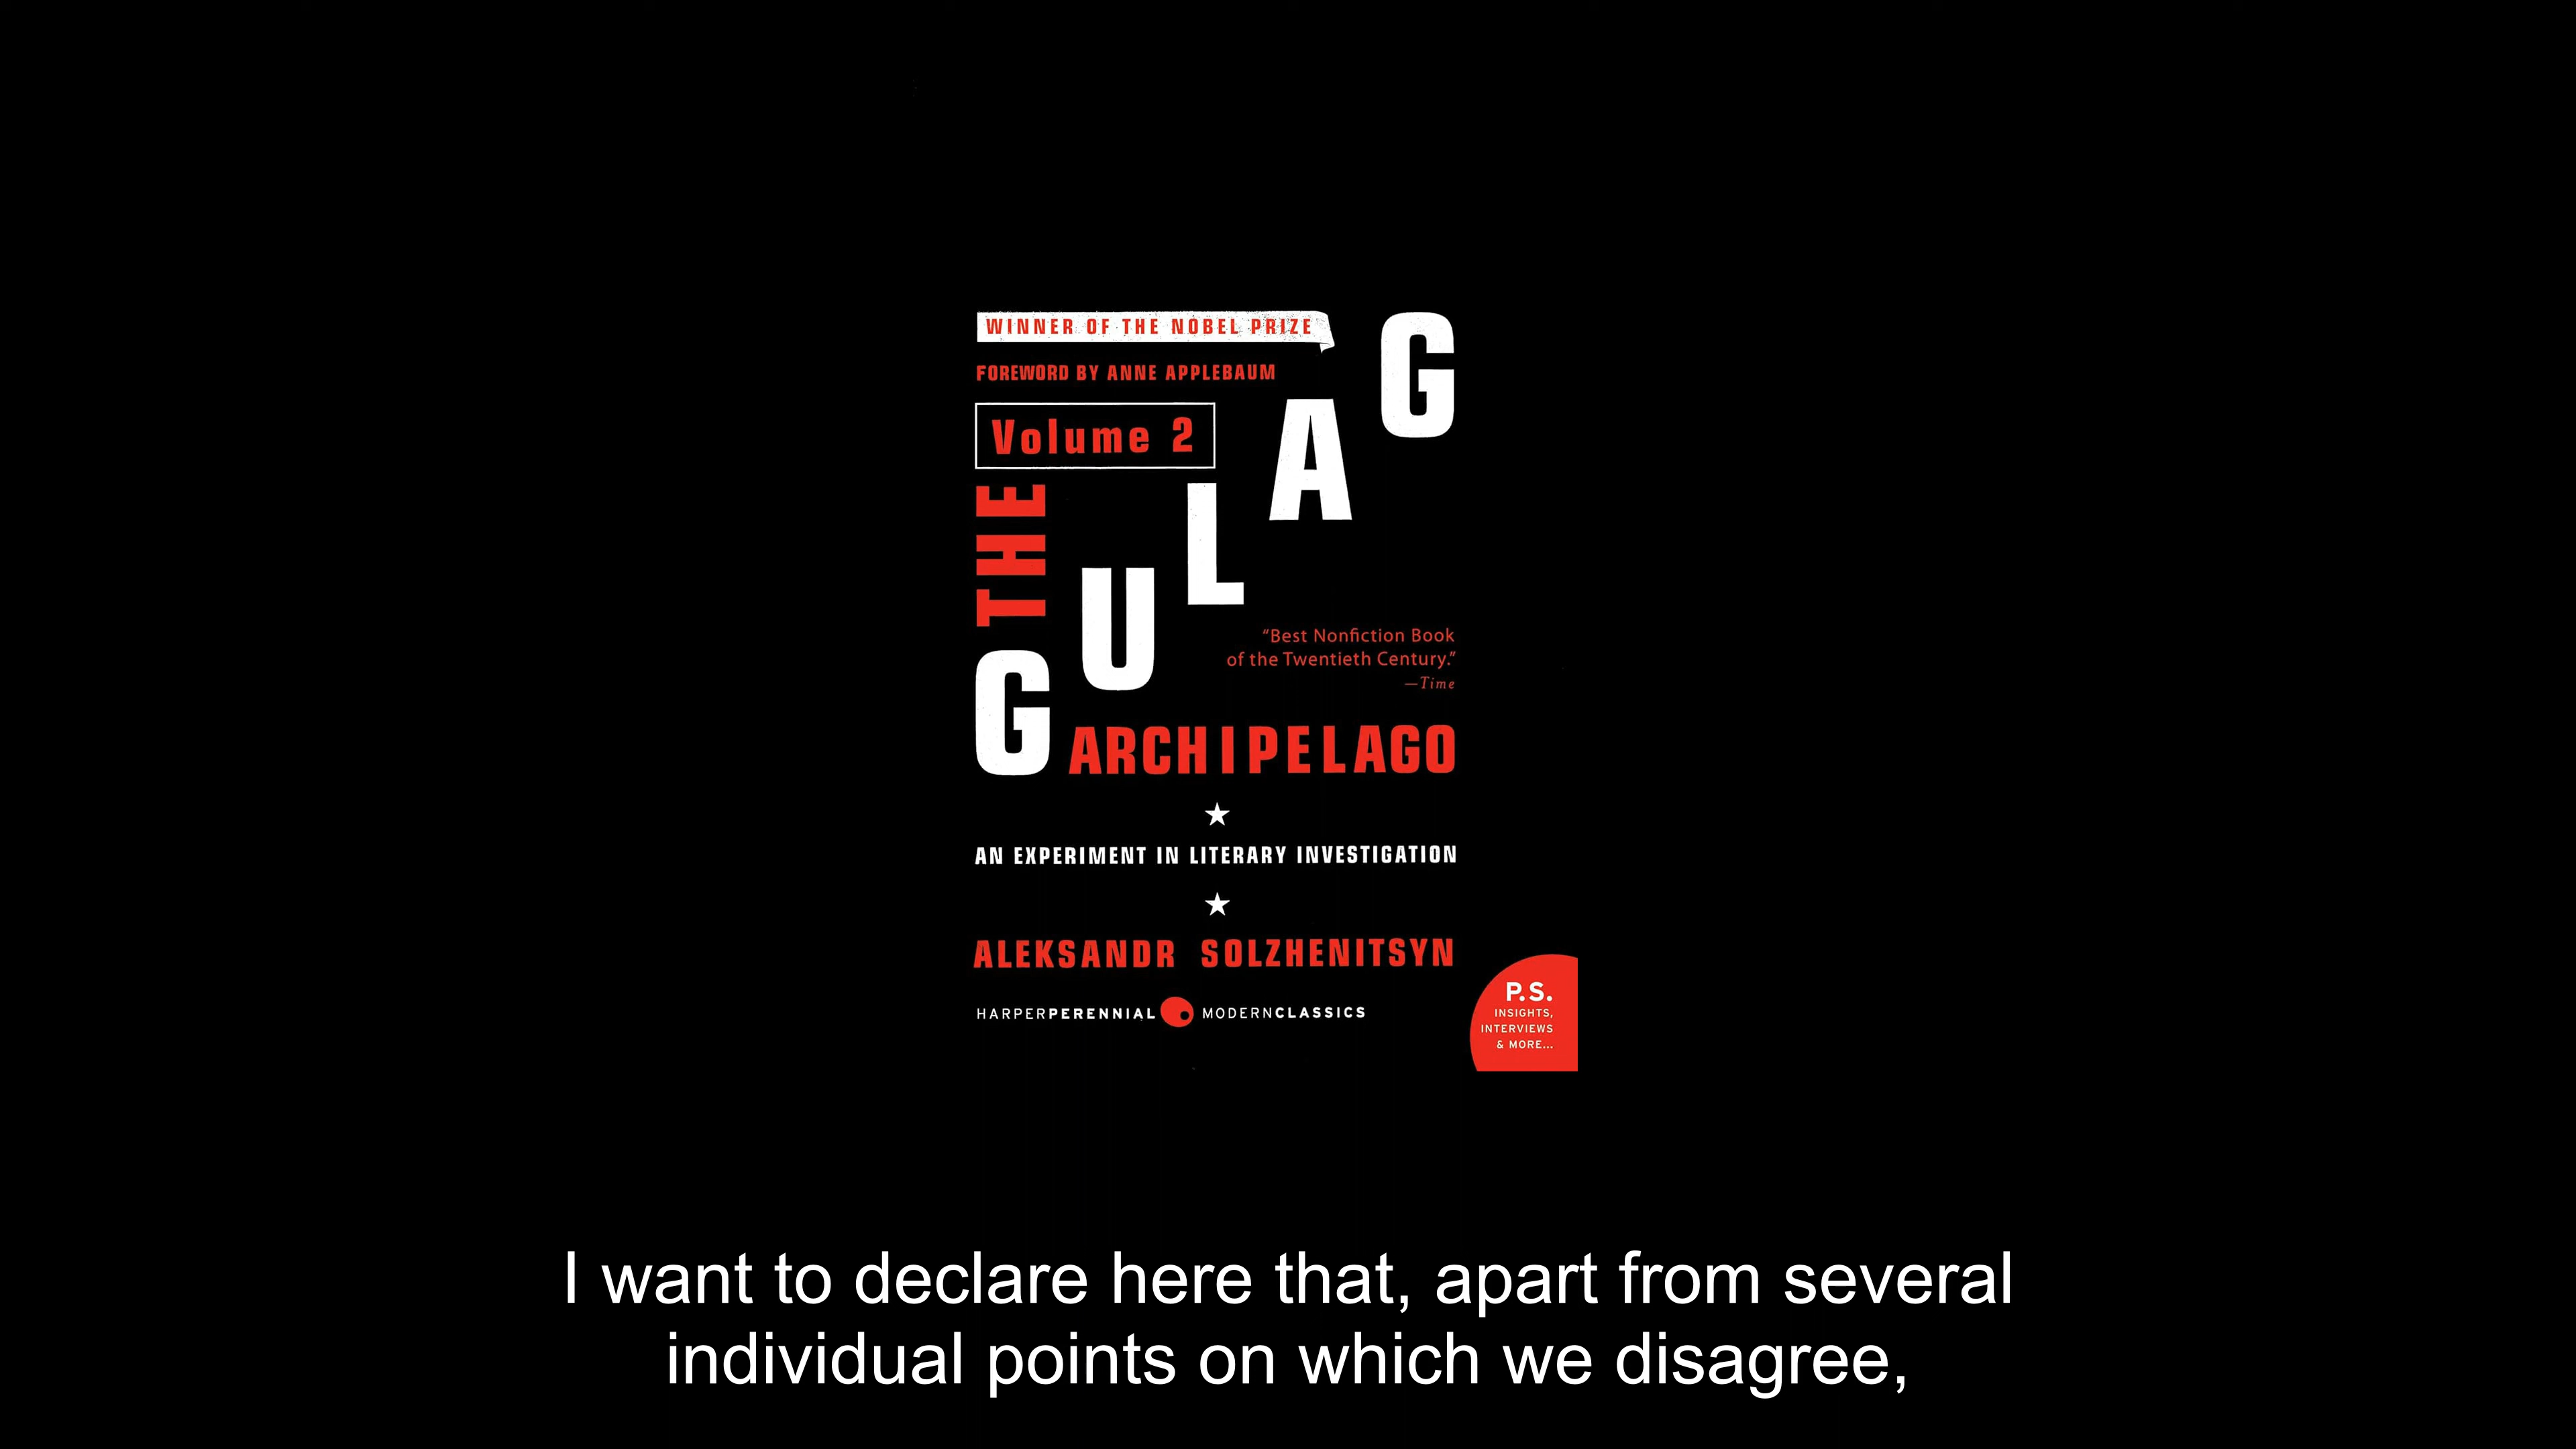 WINNER OF THE NOBEL PRIZE
FOREWORD BY ANNE APPLEBAUM
Volume 2
THE
GULAG
"Best Nonfiction Book
of the Twentieth Century."
—Time
ARCHIPELAGO
AN EXPERIMENT IN LITERARY INVESTIGATION
ALEKSANDR SOLZHENITSYN
HARPERPERENNIAL MODERNCLASSICS
P.S.
INSIGHTS,
INTERVIEWS
& MORE...
I want to declare here that, apart from several
individual points on which we disagree,